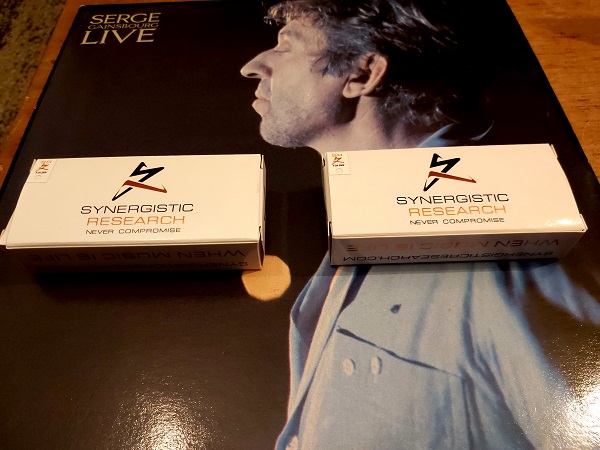 SERGE
GAINSBOURG
LIVE
SYNERGISTIC
RESEARCH
NEVER COMPROMISE
WHEN MUSIC IS LIFE
SYNERGISTIC
RESEARCH
NEVER COMPROMISE
WHEN MUSIC IS LIFE
SYNERGISTICRESEARCH.COM